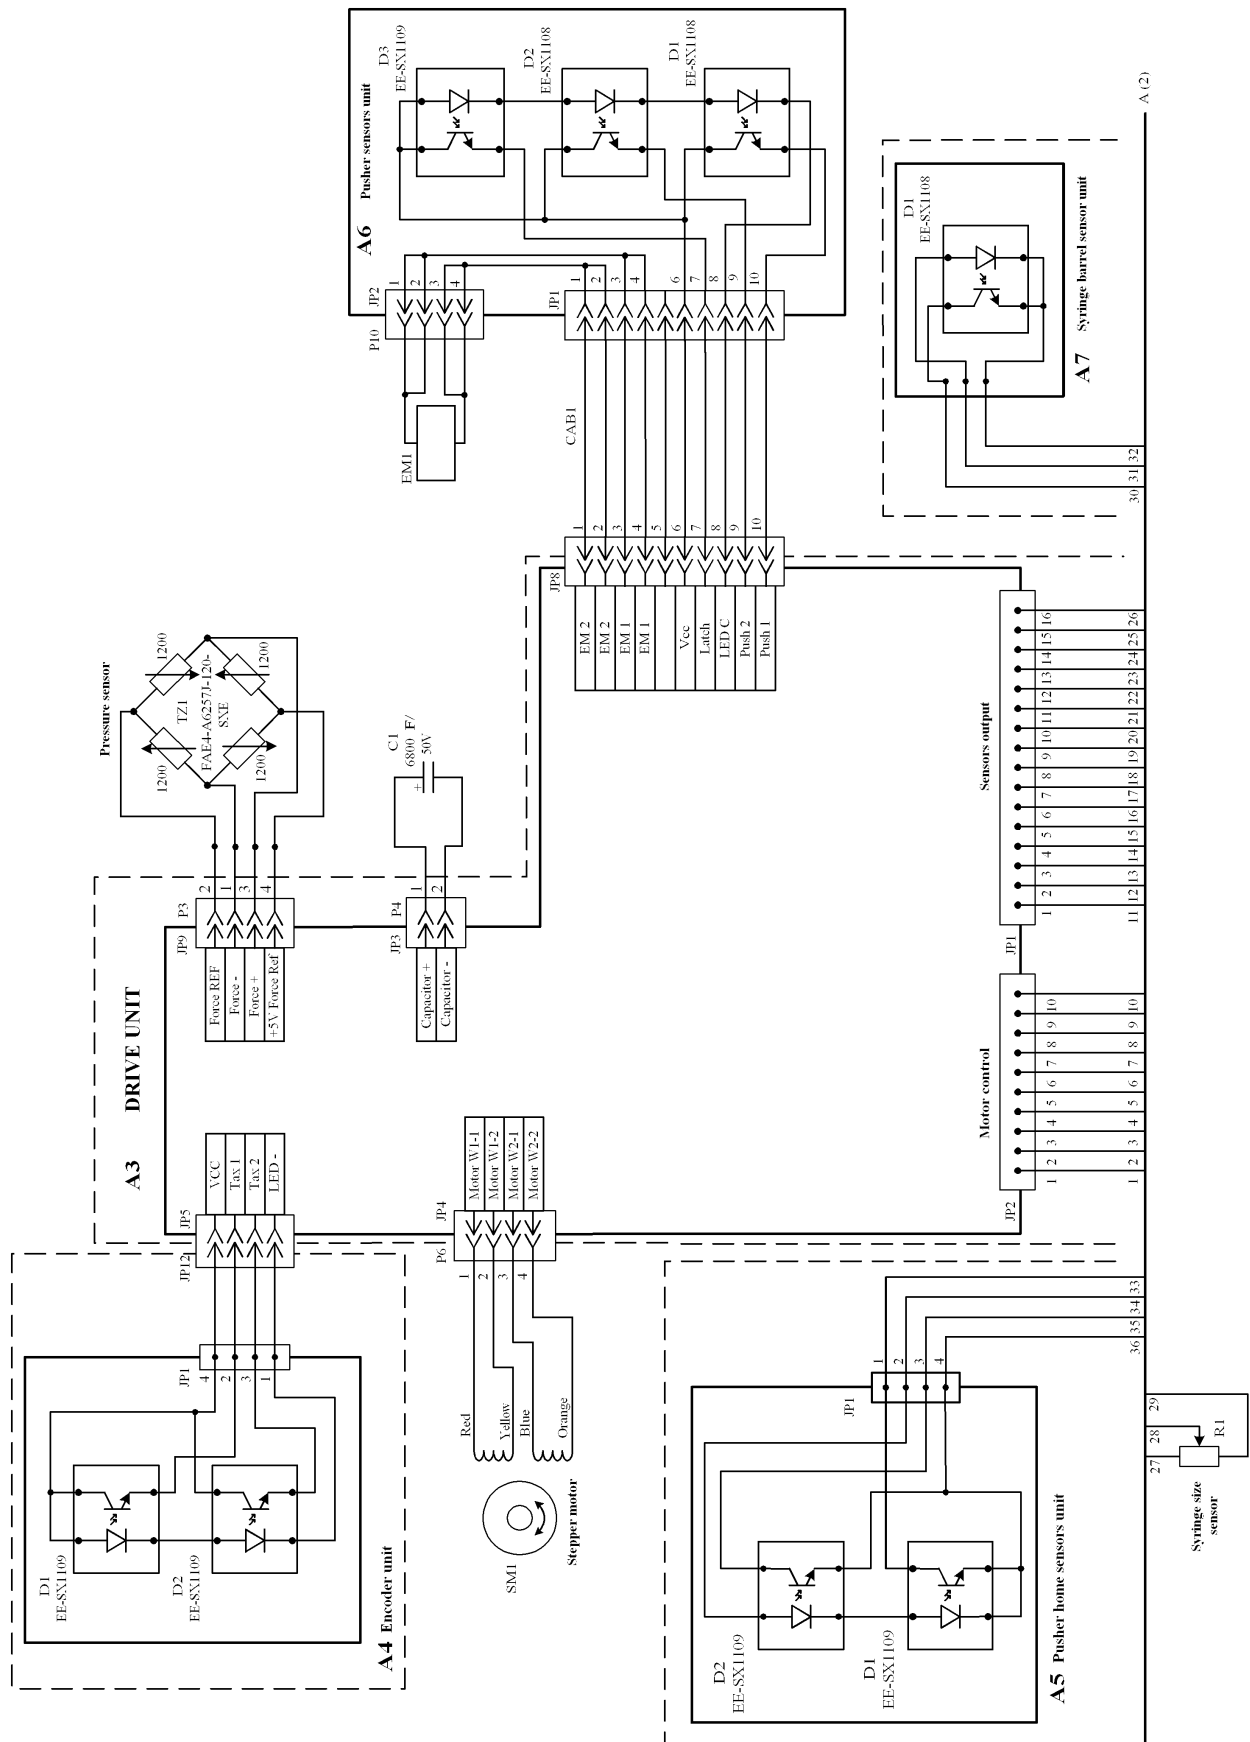 D3
EE-SX1109
D2
EE-SX1108
D1
EE-SX1108
Pusher sensors unit
A6
JP2
1
2
3
4
P10
JP1
1
2
3
4
6
7
8
9
10
EM1
CAB1
A (2)
D1
EE-SX1108
Syringe barrel sensor unit
A7
30
31
32
JP8
1
2
3
4
5
6
7
8
9
10
EM 2
EM 2
EM 1
EM 1
Vcc
Latch
LED C
Push 2
Push 1
Pressure sensor
1200
1200
1200
1200
TZ1
FAE4-A6257J-120-
SXE
C1
6800 F/
50V
+
P3
2
1
3
4
JP9
Force REF
Force -
Force +
+5V Force Ref
P4
1
2
JP3
Capacitor +
Capacitor -
A3
DRIVE UNIT
Sensors output
JP1
1
2
3
4
5
6
7
8
9
10
11
12
13
14
15
16
11
12
13
14
15
16
17
18
19
20
21
22
23
24
25
26
Motor control
JP2
1
2
3
4
5
6
7
8
9
10
1
2
3
4
5
6
7
8
9
10
VCC
Tax 1
Tax 2
LED -
JP5
JP12
JP1
4
2
3
1
Motor W1-1
Motor W1-2
Motor W2-1
Motor W2-2
JP4
P6
1
2
3
4
Red
Yellow
Blue
Orange
SM1
Stepper motor
D1
EE-SX1109
D2
EE-SX1109
A4 Encoder unit
JP1
1
2
3
4
33
34
35
36
D2
EE-SX1109
D1
EE-SX1109
A5 Pusher home sensors unit
27
28
29
R1
Syringe size
sensor